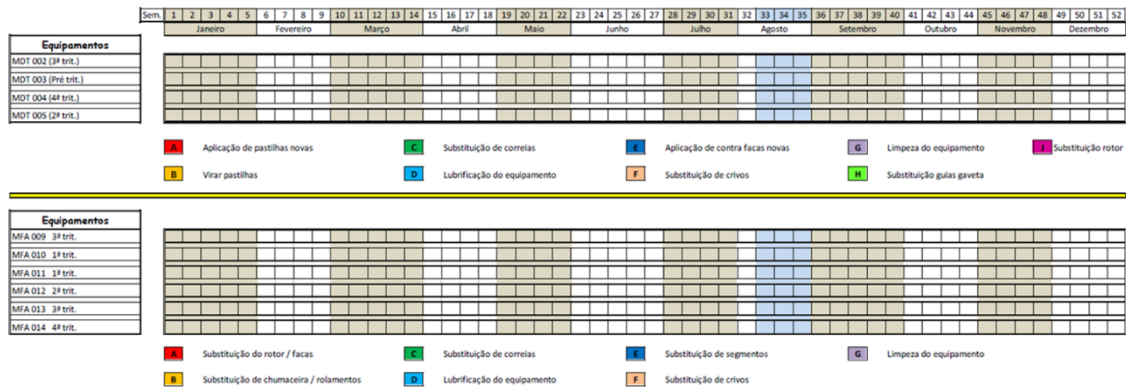 Sem. 1 2 3 4 5 6 7 8 9 10 11 12 13 14 15 16 17 18 19 20 21 22 23 24 25 26 27 28 29 30 31 32 33 34 35 36 37 38 39 40 41 42 43 44 45 46 47 48 49 50 51 52
Janeiro Fevereiro Março Abril Maio Junho Julho Agosto Setembro Outubro Novembro Dezembro
Equipamentos
MDT 002 (3ª trit.)
MDT 003 (Pré trit.)
MDT 004 (4ª trit.)
MDT 005 (2ª trit.)
A Aplicação de pastilhas novas C Substituição de correias E Aplicação de contra facas novas G Limpeza do equipamento J Substituição rotor
B Virar pastilhas D Lubrificação do equipamento F Substituição de crivos H Substituição guias gaveta
Equipamentos
MFA 009 3ª trit.
MFA 010 1ª trit.
MFA 011 1ª trit.
MFA 012 2ª trit.
MFA 013 3ª trit.
MFA 014 4ª trit.
A Substituição do rotor / facas C Substituição de correias E Substituição de segmentos G Limpeza do equipamento
B Substituição de chumaceira / rolamentos D Lubrificação do equipamento F Substituição de crivos